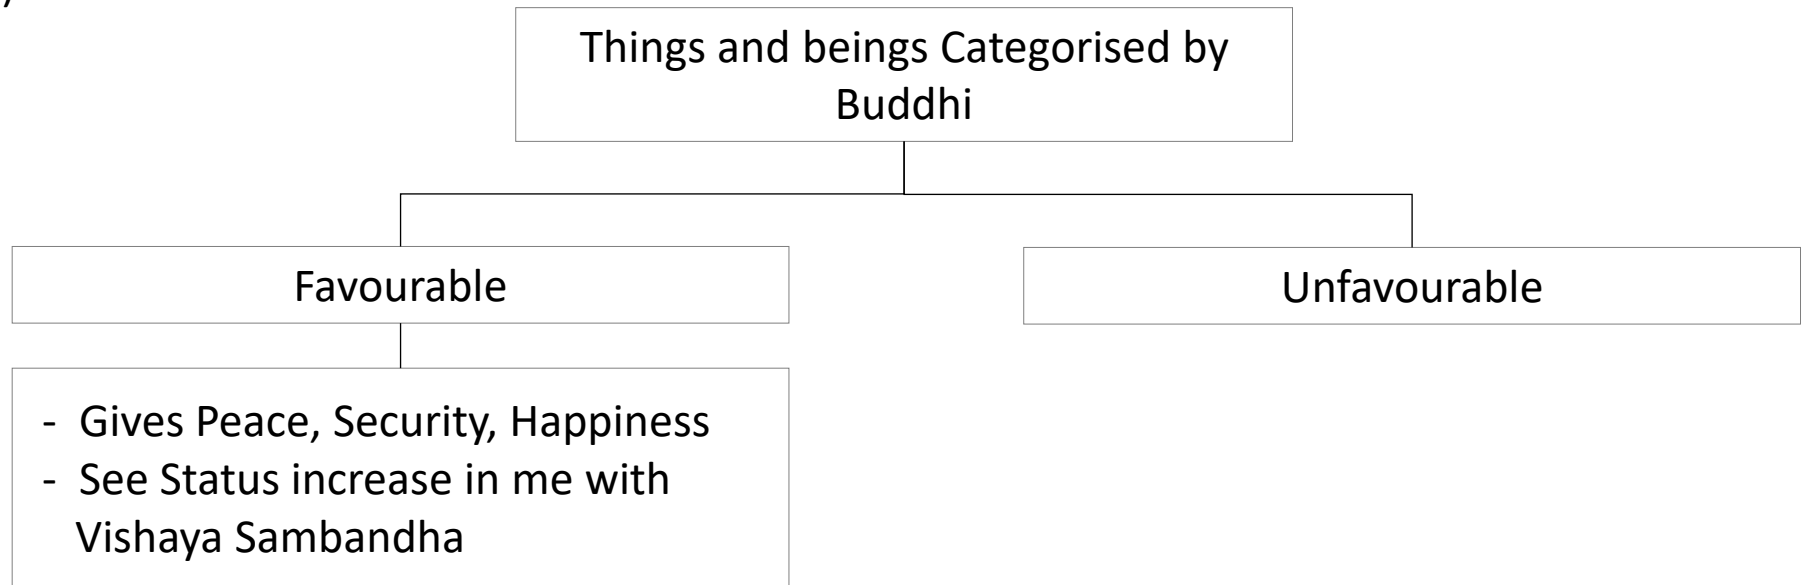 )
Things and beings Categorised by
Buddhi
Favourable
Unfavourable
- Gives Peace, Security, Happiness
- See Status increase in me with
Vishaya Sambandha